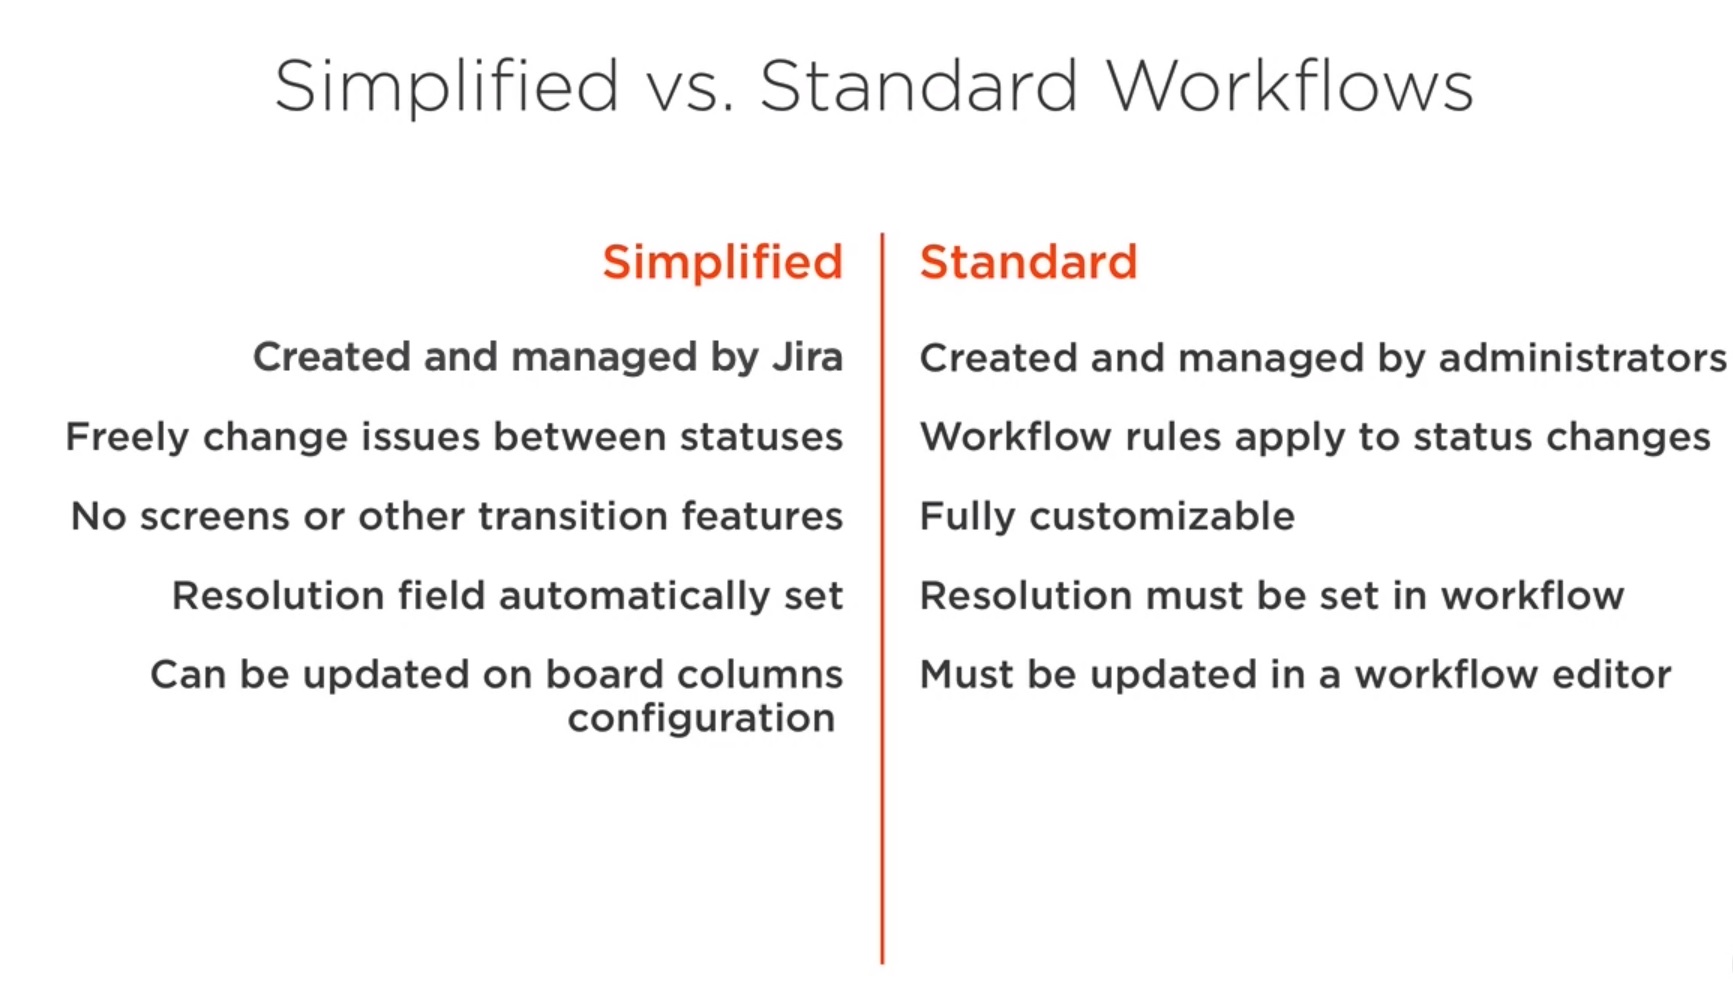 Simplified vs. Standard Workflows
Simplified
Created and managed by Jira
Freely change issues between statuses
No screens or other transition features
Resolution field automatically set
Can be updated on board columns
configuration
Standard
Created and managed by administrators
Workflow rules apply to status changes
Fully customizable
Resolution must be set in workflow
Must be updated in a workflow editor